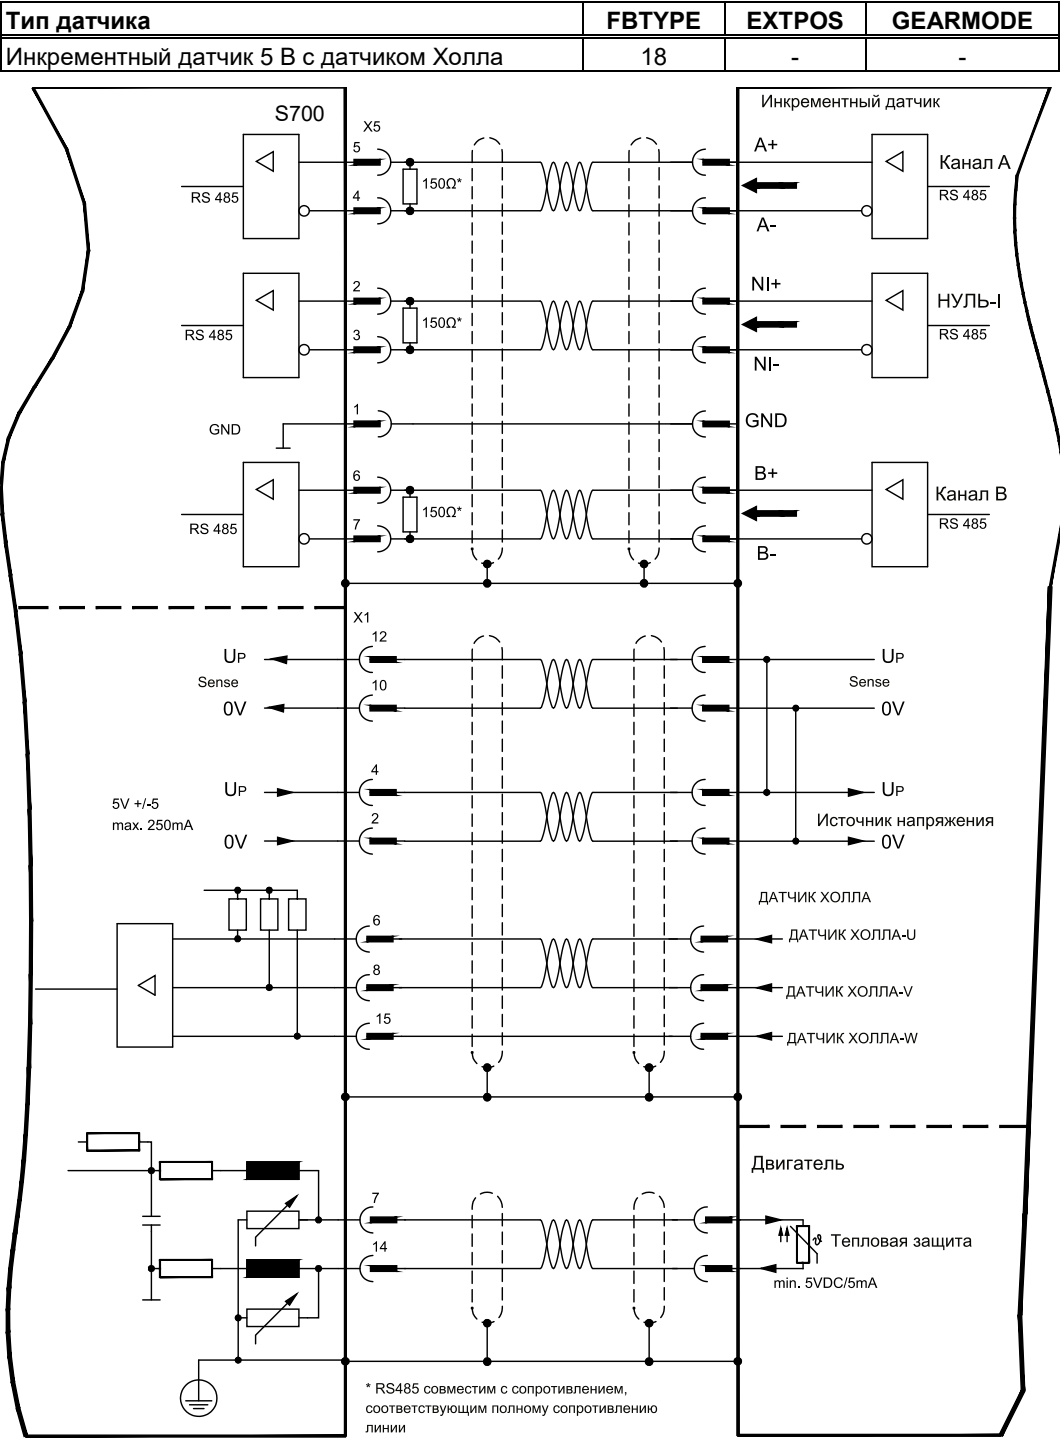 Тип датчика FBTYPE EXTPOS GEARMODE
Инкрементный датчик 5 В с датчиком Холла 18 - -
S700
X5
Инкрементный датчик
5
A+
Канал A
150Ω*
RS 485
RS 485
4
A-
2
NI+
НУЛЬ-I
150Ω*
RS 485
RS 485
3
NI-
1
GND
GND
6
B+
Канал B
150Ω*
RS 485
RS 485
7
B-
X1
12
UP
UP
Sense
Sense
10
0V
0V
4
UP
UP
5V +/-5
max. 250mA
Источник напряжения
2
0V
0V
ДАТЧИК ХОЛЛА
6
ДАТЧИК ХОЛЛА-U
8
ДАТЧИК ХОЛЛА-V
15
ДАТЧИК ХОЛЛА-W
Двигатель
7
ϑ
Тепловая защита
14
min. 5VDC/5mA
* RS485 совместим с сопротивлением,
соответствующим полному сопротивлению
линии